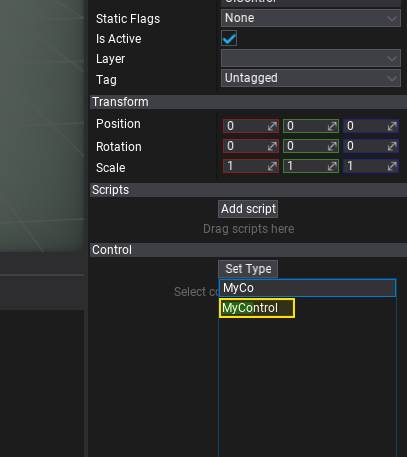 Static Flags None
Is Active
Layer
Tag Untagged
Transform
Position 0 0 0
Rotation 0 0 0
Scale 1 1 1
Scripts
Add script
Drag scripts here
Control
Set Type
Select
MyCo
MyControl